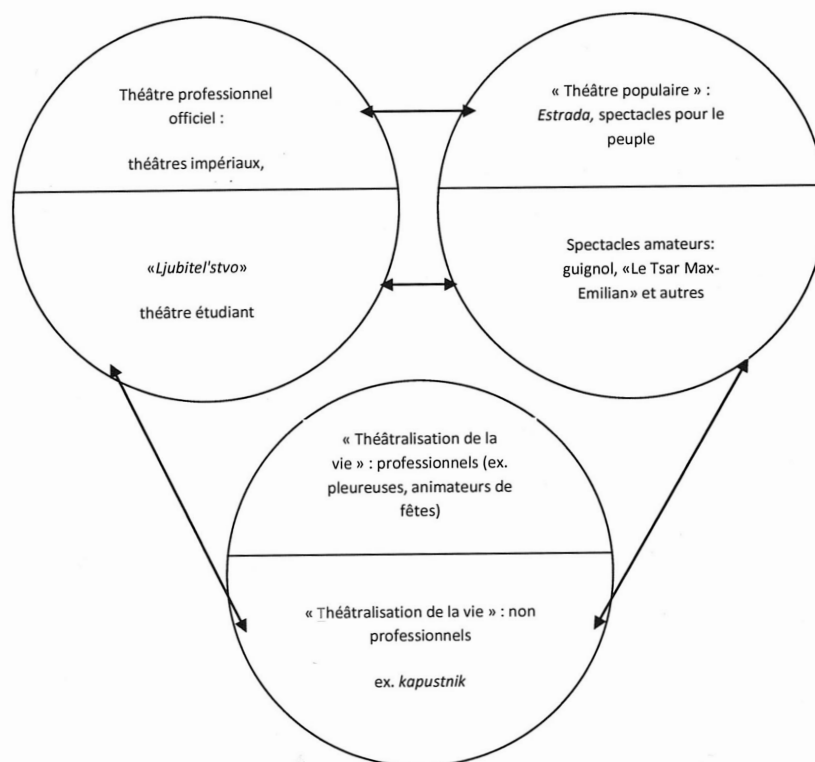 Théâtre professionnel
officiel :
théâtres impériaux,
«Ljubitel'stvo»
théâtre étudiant
« Théâtre populaire » :
Estrada, spectacles pour le
peuple
Spectacles amateurs:
guignol, «Le Tsar Max-
Emilian» et autres
« Théâtralisation de la
vie » : professionnels (ex.
pleureuses, animateurs de
fêtes)
« Théâtralisation de la vie » : non
professionnels
ex. kapustnik